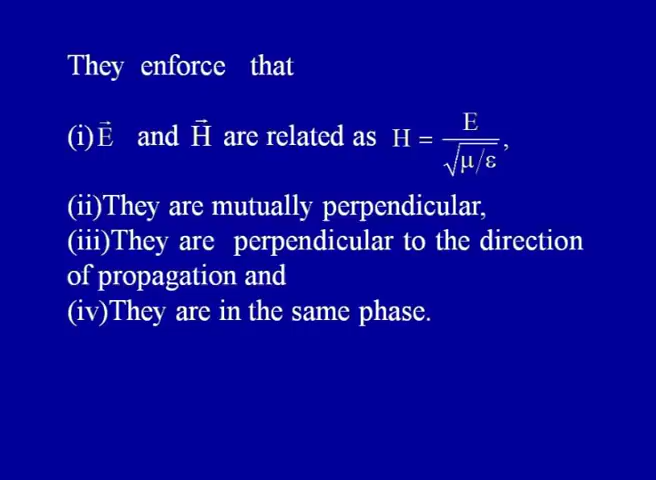 They enforce that
(i) E⃗ and H⃗ are related as H = E / √(μ/ε),
(ii)They are mutually perpendicular,
(iii)They are perpendicular to the direction
of propagation and
(iv)They are in the same phase.